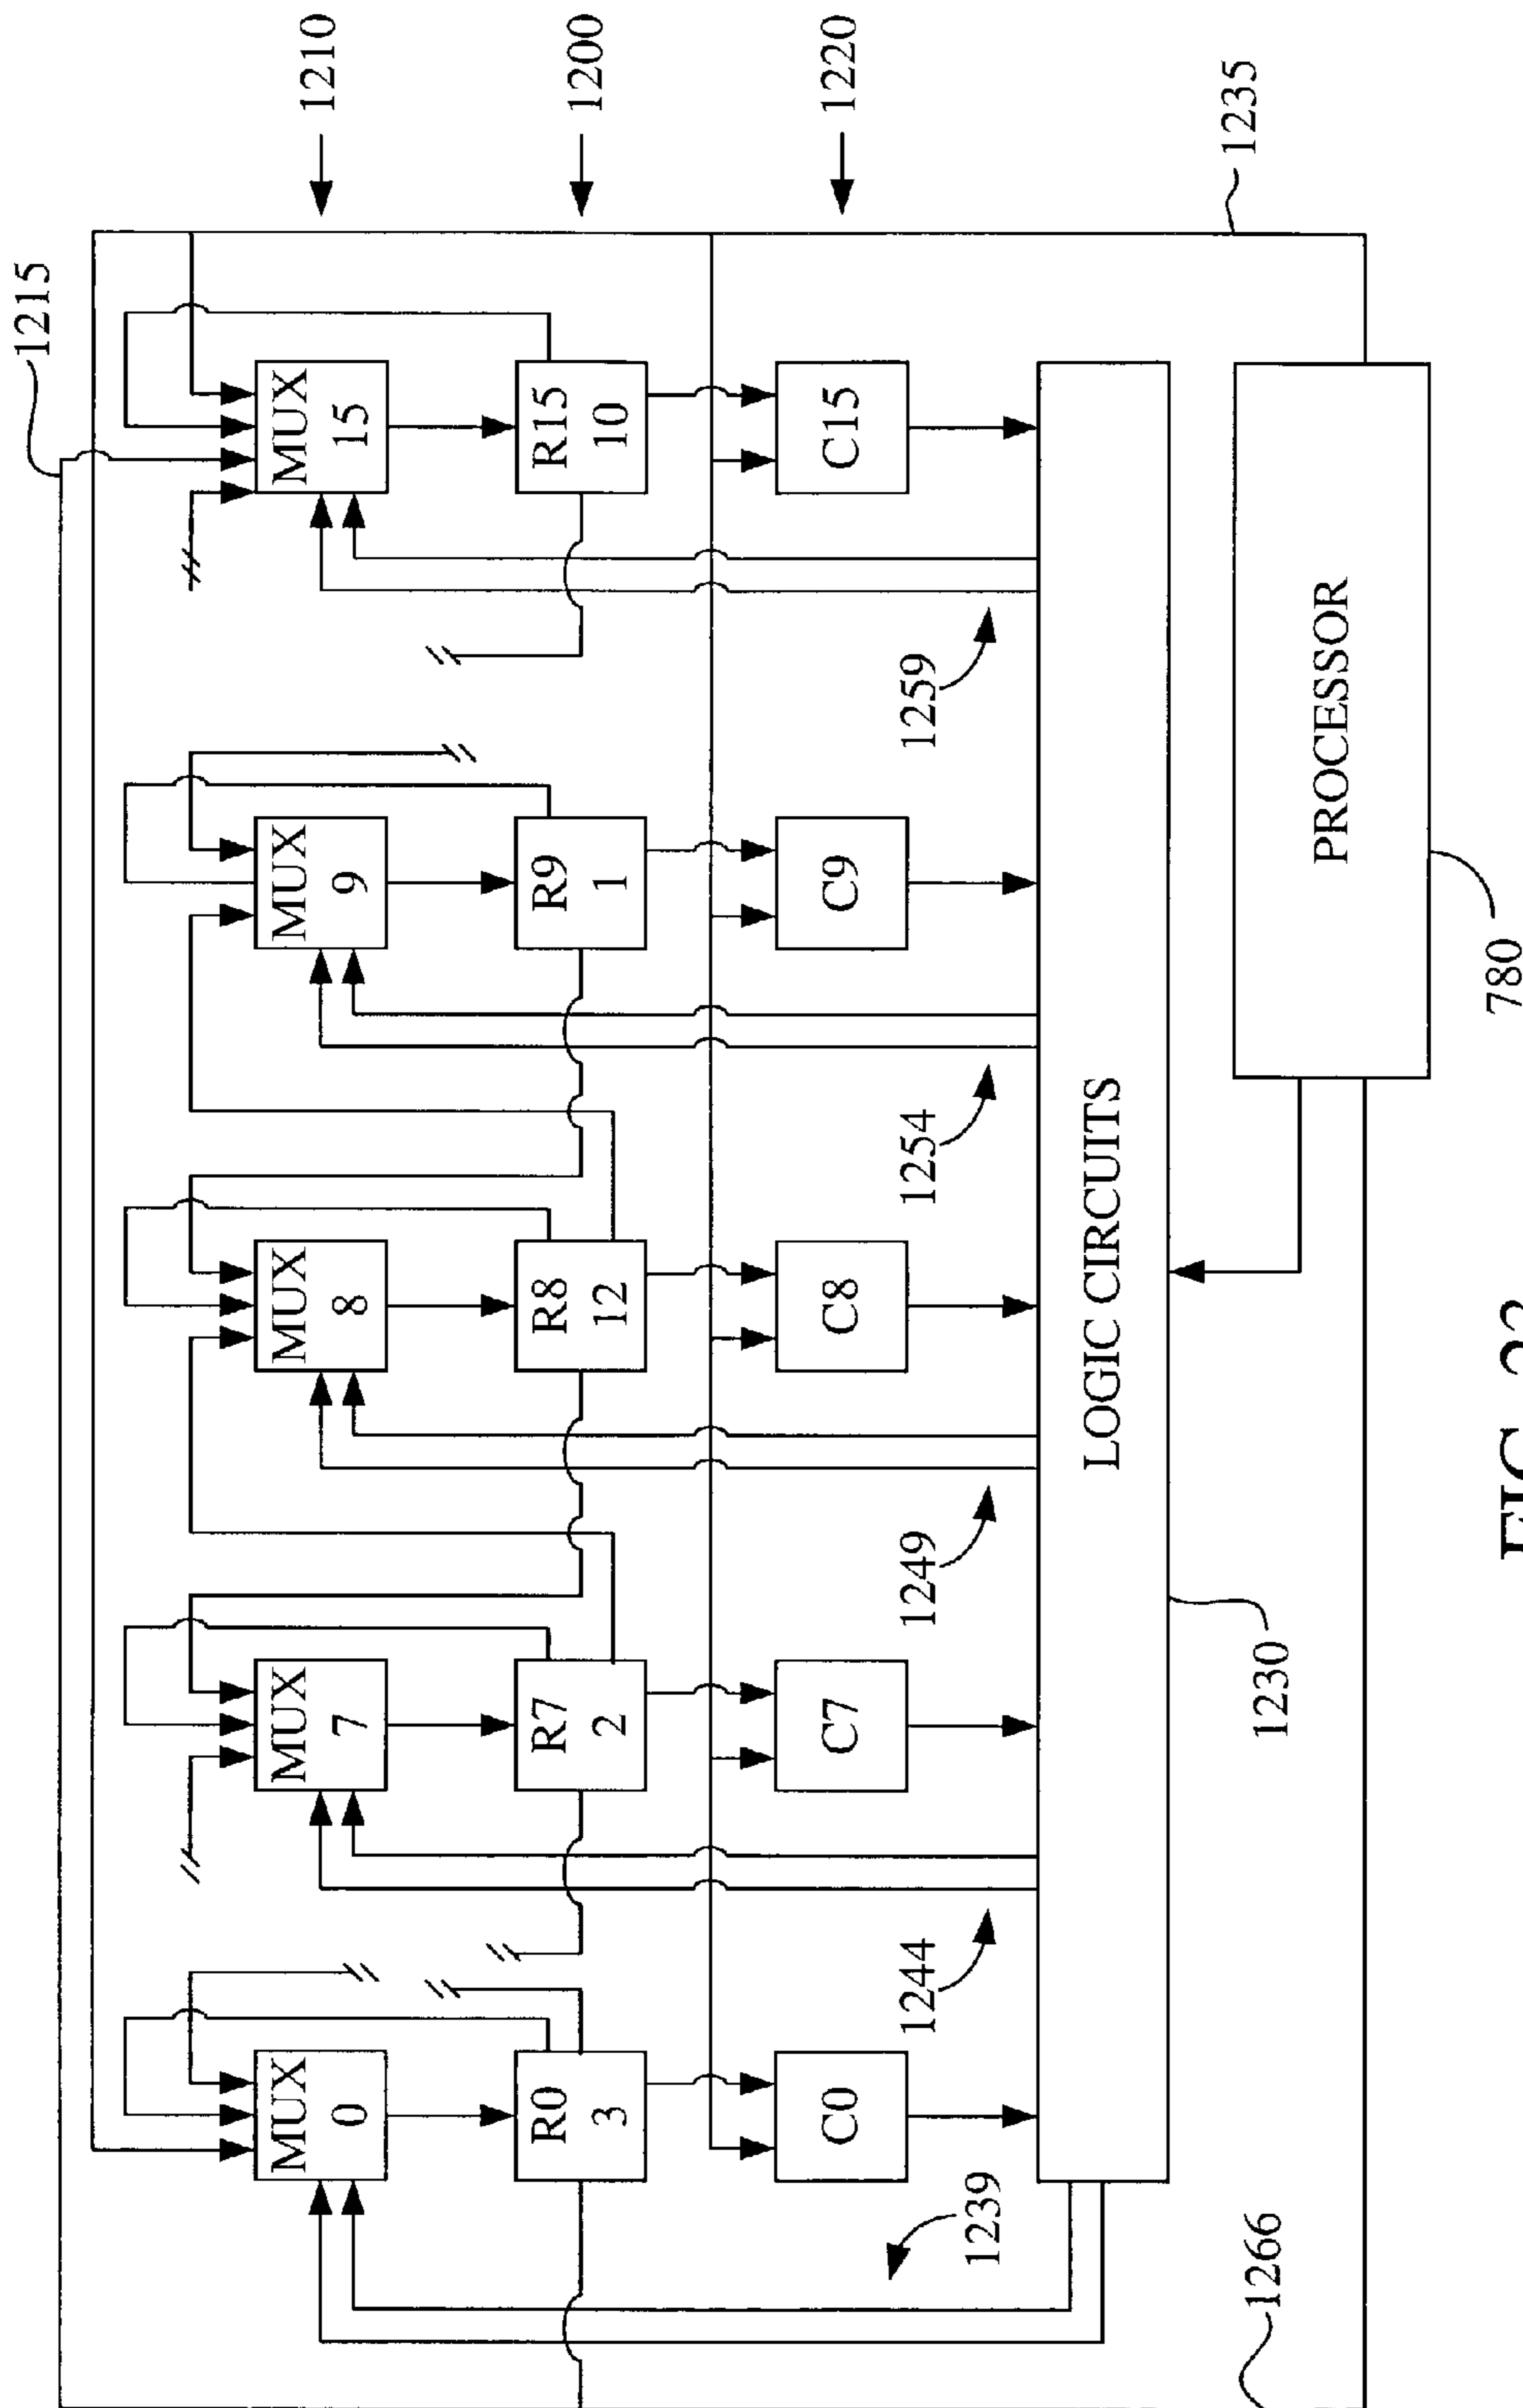 1215
1210
1200
1220
1235
MUX
0
MUX
7
MUX
8
MUX
9
MUX
15
R0
3
R7
2
R8
12
R9
1
R15
10
C0
C7
C8
C9
C15
1239
1244
1249
1254
1259
LOGIC CIRCUITS
1266
1230
PROCESSOR
780